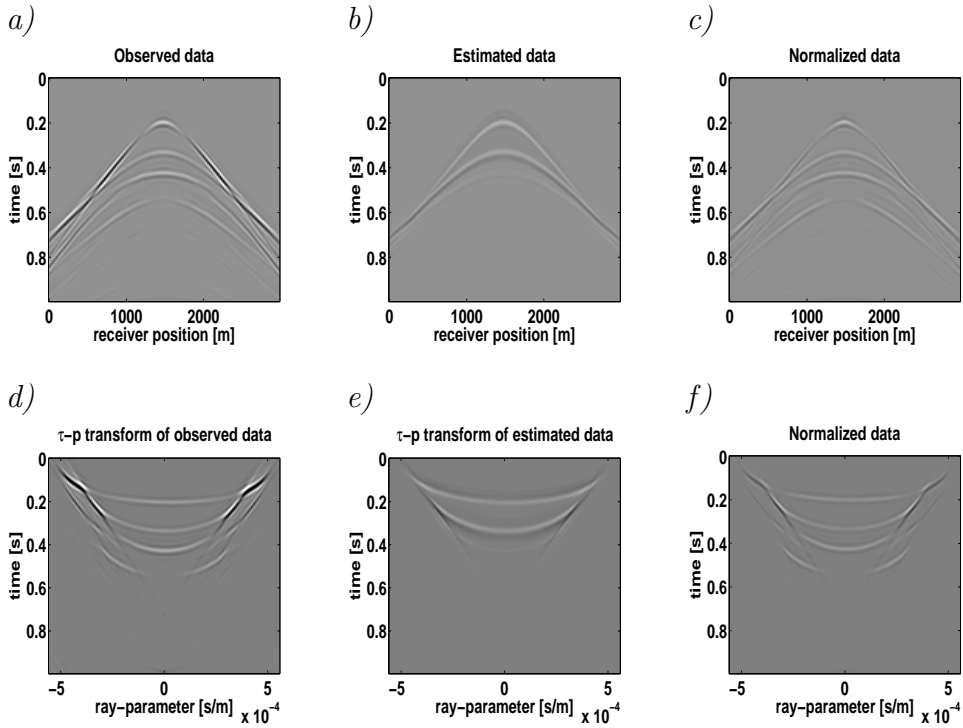 a)
Observed data
0
0.2
0.4
0.6
0.8
time [s]
0 1000 2000
receiver position [m]
b)
Estimated data
0
0.2
0.4
0.6
0.8
time [s]
0 1000 2000
receiver position [m]
c)
Normalized data
0
0.2
0.4
0.6
0.8
time [s]
0 1000 2000
receiver position [m]
d)
τ−p transform of observed data
0
0.2
0.4
0.6
0.8
time [s]
−5 0 5
ray−parameter [s/m]
x 10⁻⁴
e)
τ−p transform of estimated data
0
0.2
0.4
0.6
0.8
time [s]
−5 0 5
ray−parameter [s/m]
x 10⁻⁴
f)
Normalized data
0
0.2
0.4
0.6
0.8
time [s]
−5 0 5
ray−parameter [s/m]
x 10⁻⁴